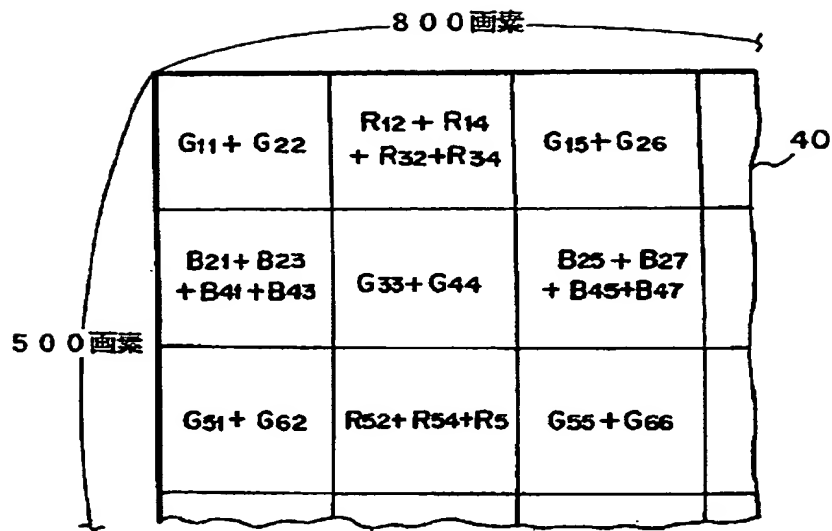 ８００画素
40
G11+ G22
R12 + R14
+ R32+R34
G15+G26
B21+ B23
+B41+B43
G33+ G44
B25 + B27
+ B45+B47
５００画素
G51+ G62
R52+ R54+R5
G55+G66